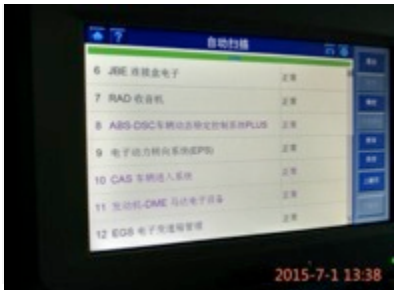 自动扫描
6 JBE 连接盒电子 正常
7 RAD 收音机 正常
8 ABS-DSC车辆动态稳定控制系统PLUS 正常
9 电子动力转向系统(EPS) 正常
10 CAS 车辆进入系统 正常
11 发动机-DME 马达电子设备 正常
12 EGS 电子变速箱管理 正常
2015-7-1 13:38